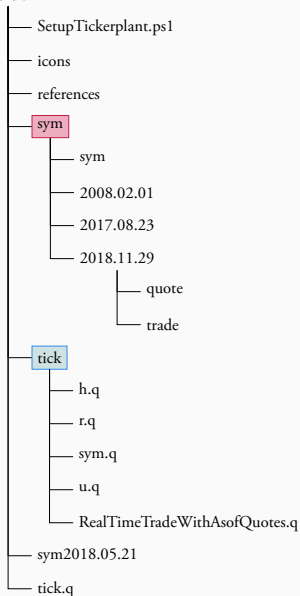 SetupTickerplant.ps1
icons
references
sym
sym
2008.02.01
2017.08.23
2018.11.29
quote
trade
tick
h.q
r.q
sym.q
u.q
RealTimeTradeWithAsofQuotes.q
sym2018.05.21
tick.q